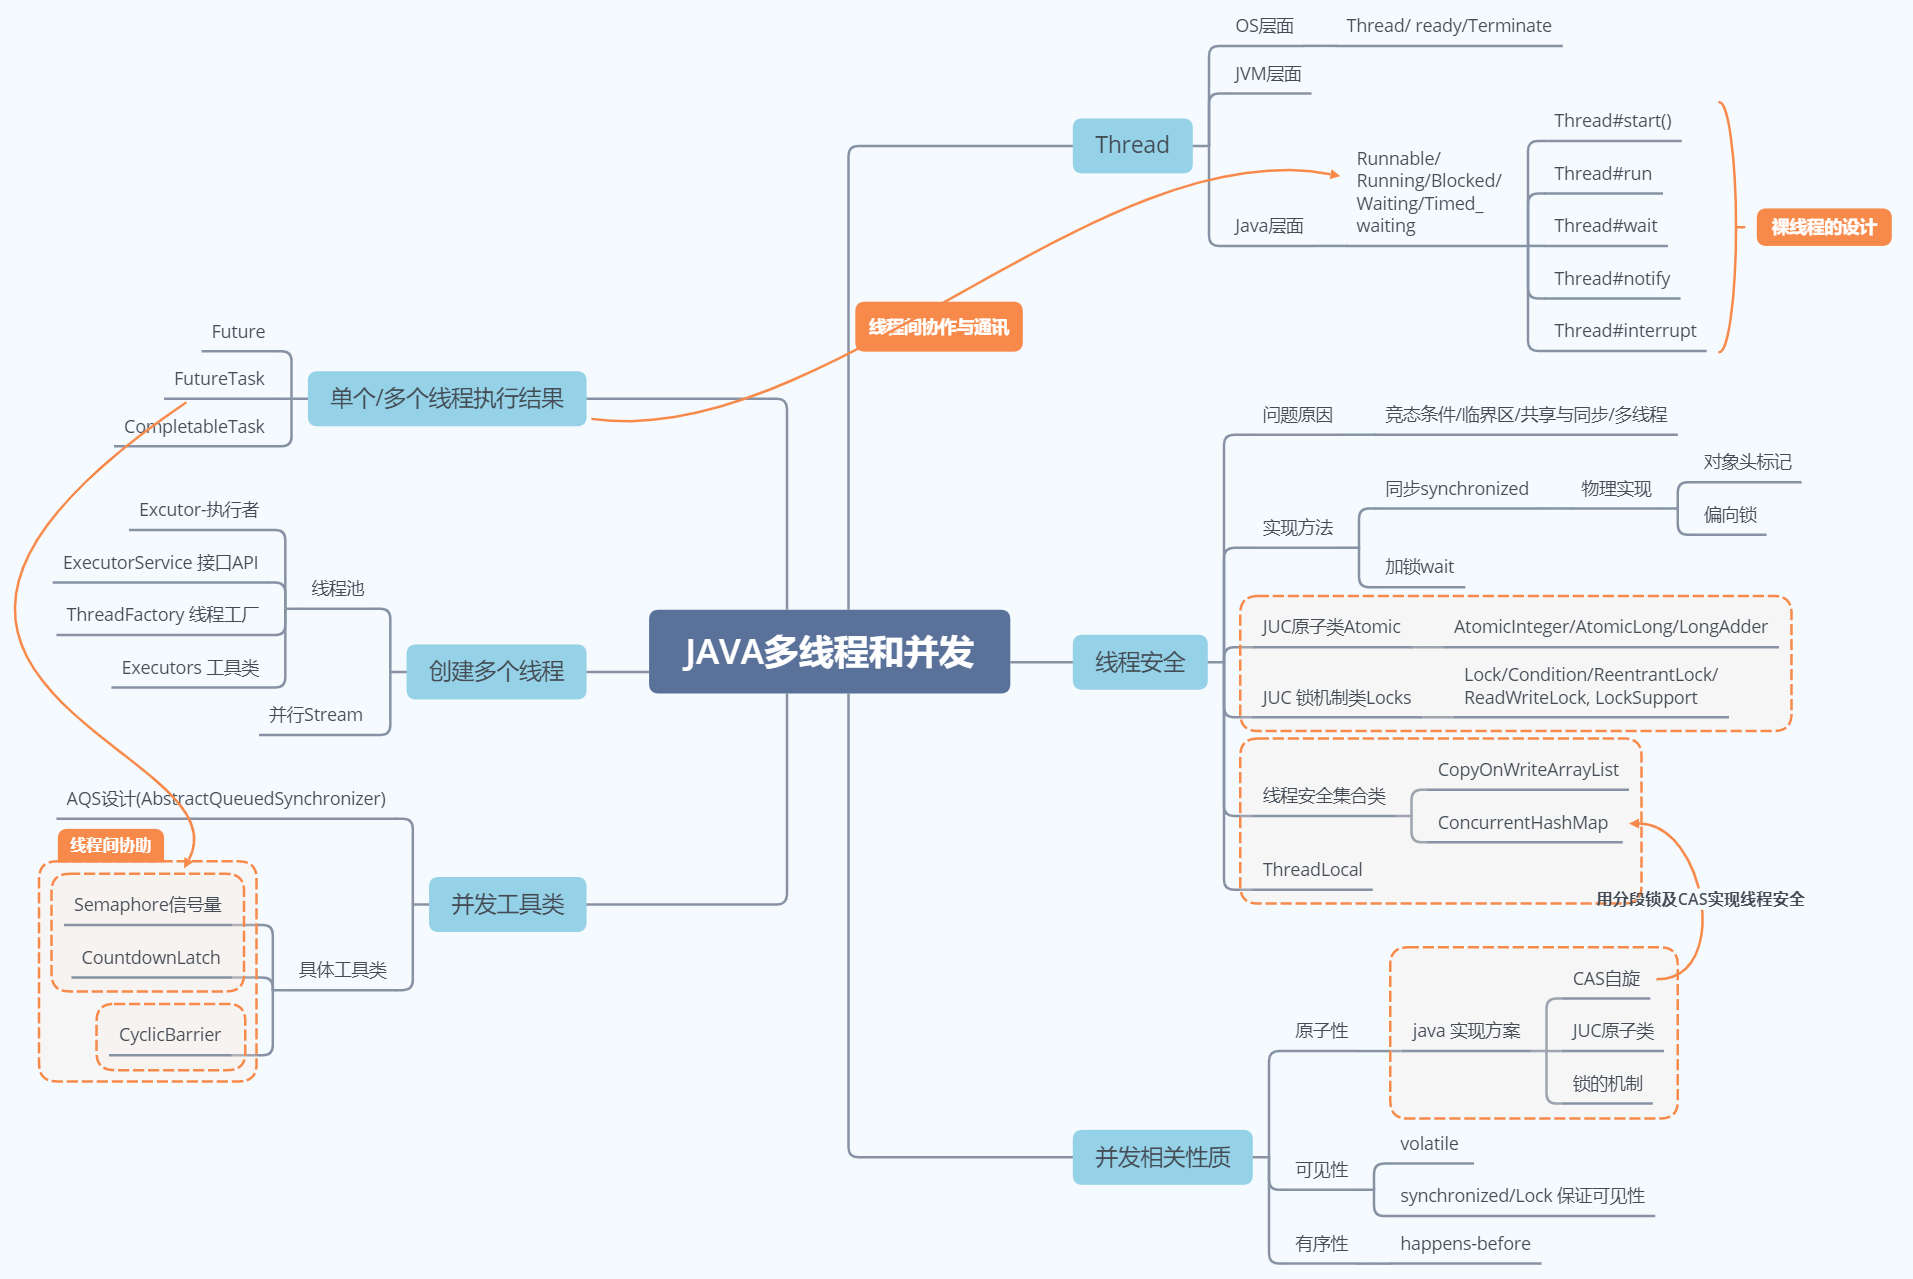 JAVA多线程和并发
Thread
OS层面
Thread/ ready/Terminate
JVM层面
Java层面
Runnable/
Running/Blocked/
Waiting/Timed_
waiting
Thread#start()
Thread#run
Thread#wait
Thread#notify
Thread#interrupt
裸线程的设计
线程间协作与通讯
单个/多个线程执行结果
Future
FutureTask
CompletableTask
创建多个线程
线程池
Excutor-执行者
ExecutorService 接口API
ThreadFactory 线程工厂
Executors 工具类
并行Stream
并发工具类
AQS设计(AbstractQueuedSynchronizer)
线程间协助
具体工具类
Semaphore信号量
CountdownLatch
CyclicBarrier
线程安全
问题原因
竞态条件/临界区/共享与同步/多线程
实现方法
同步synchronized
物理实现
对象头标记
偏向锁
加锁wait
JUC原子类Atomic
AtomicInteger/AtomicLong/LongAdder
JUC 锁机制类Locks
Lock/Condition/ReentrantLock/
ReadWriteLock, LockSupport
线程安全集合类
CopyOnWriteArrayList
ConcurrentHashMap
ThreadLocal
用分段锁及CAS实现线程安全
并发相关性质
原子性
java 实现方案
CAS自旋
JUC原子类
锁的机制
可见性
volatile
synchronized/Lock 保证可见性
有序性
happens-before